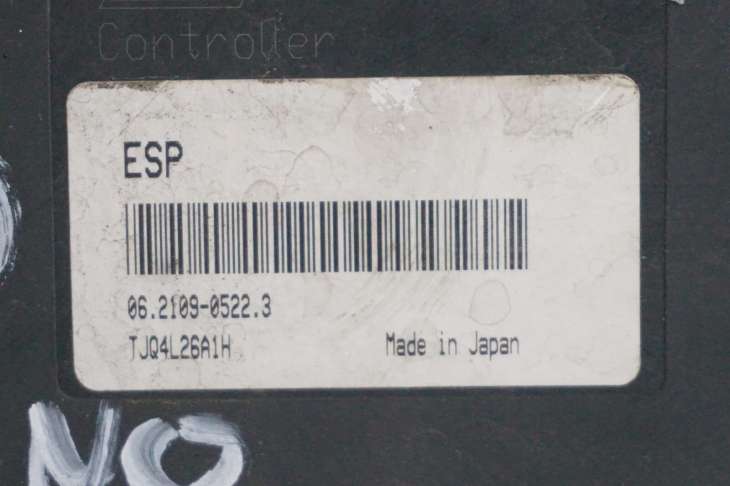 Controller
ESP
06.2109-0522.3
TJQ4L26A1H
Made in Japan
NO